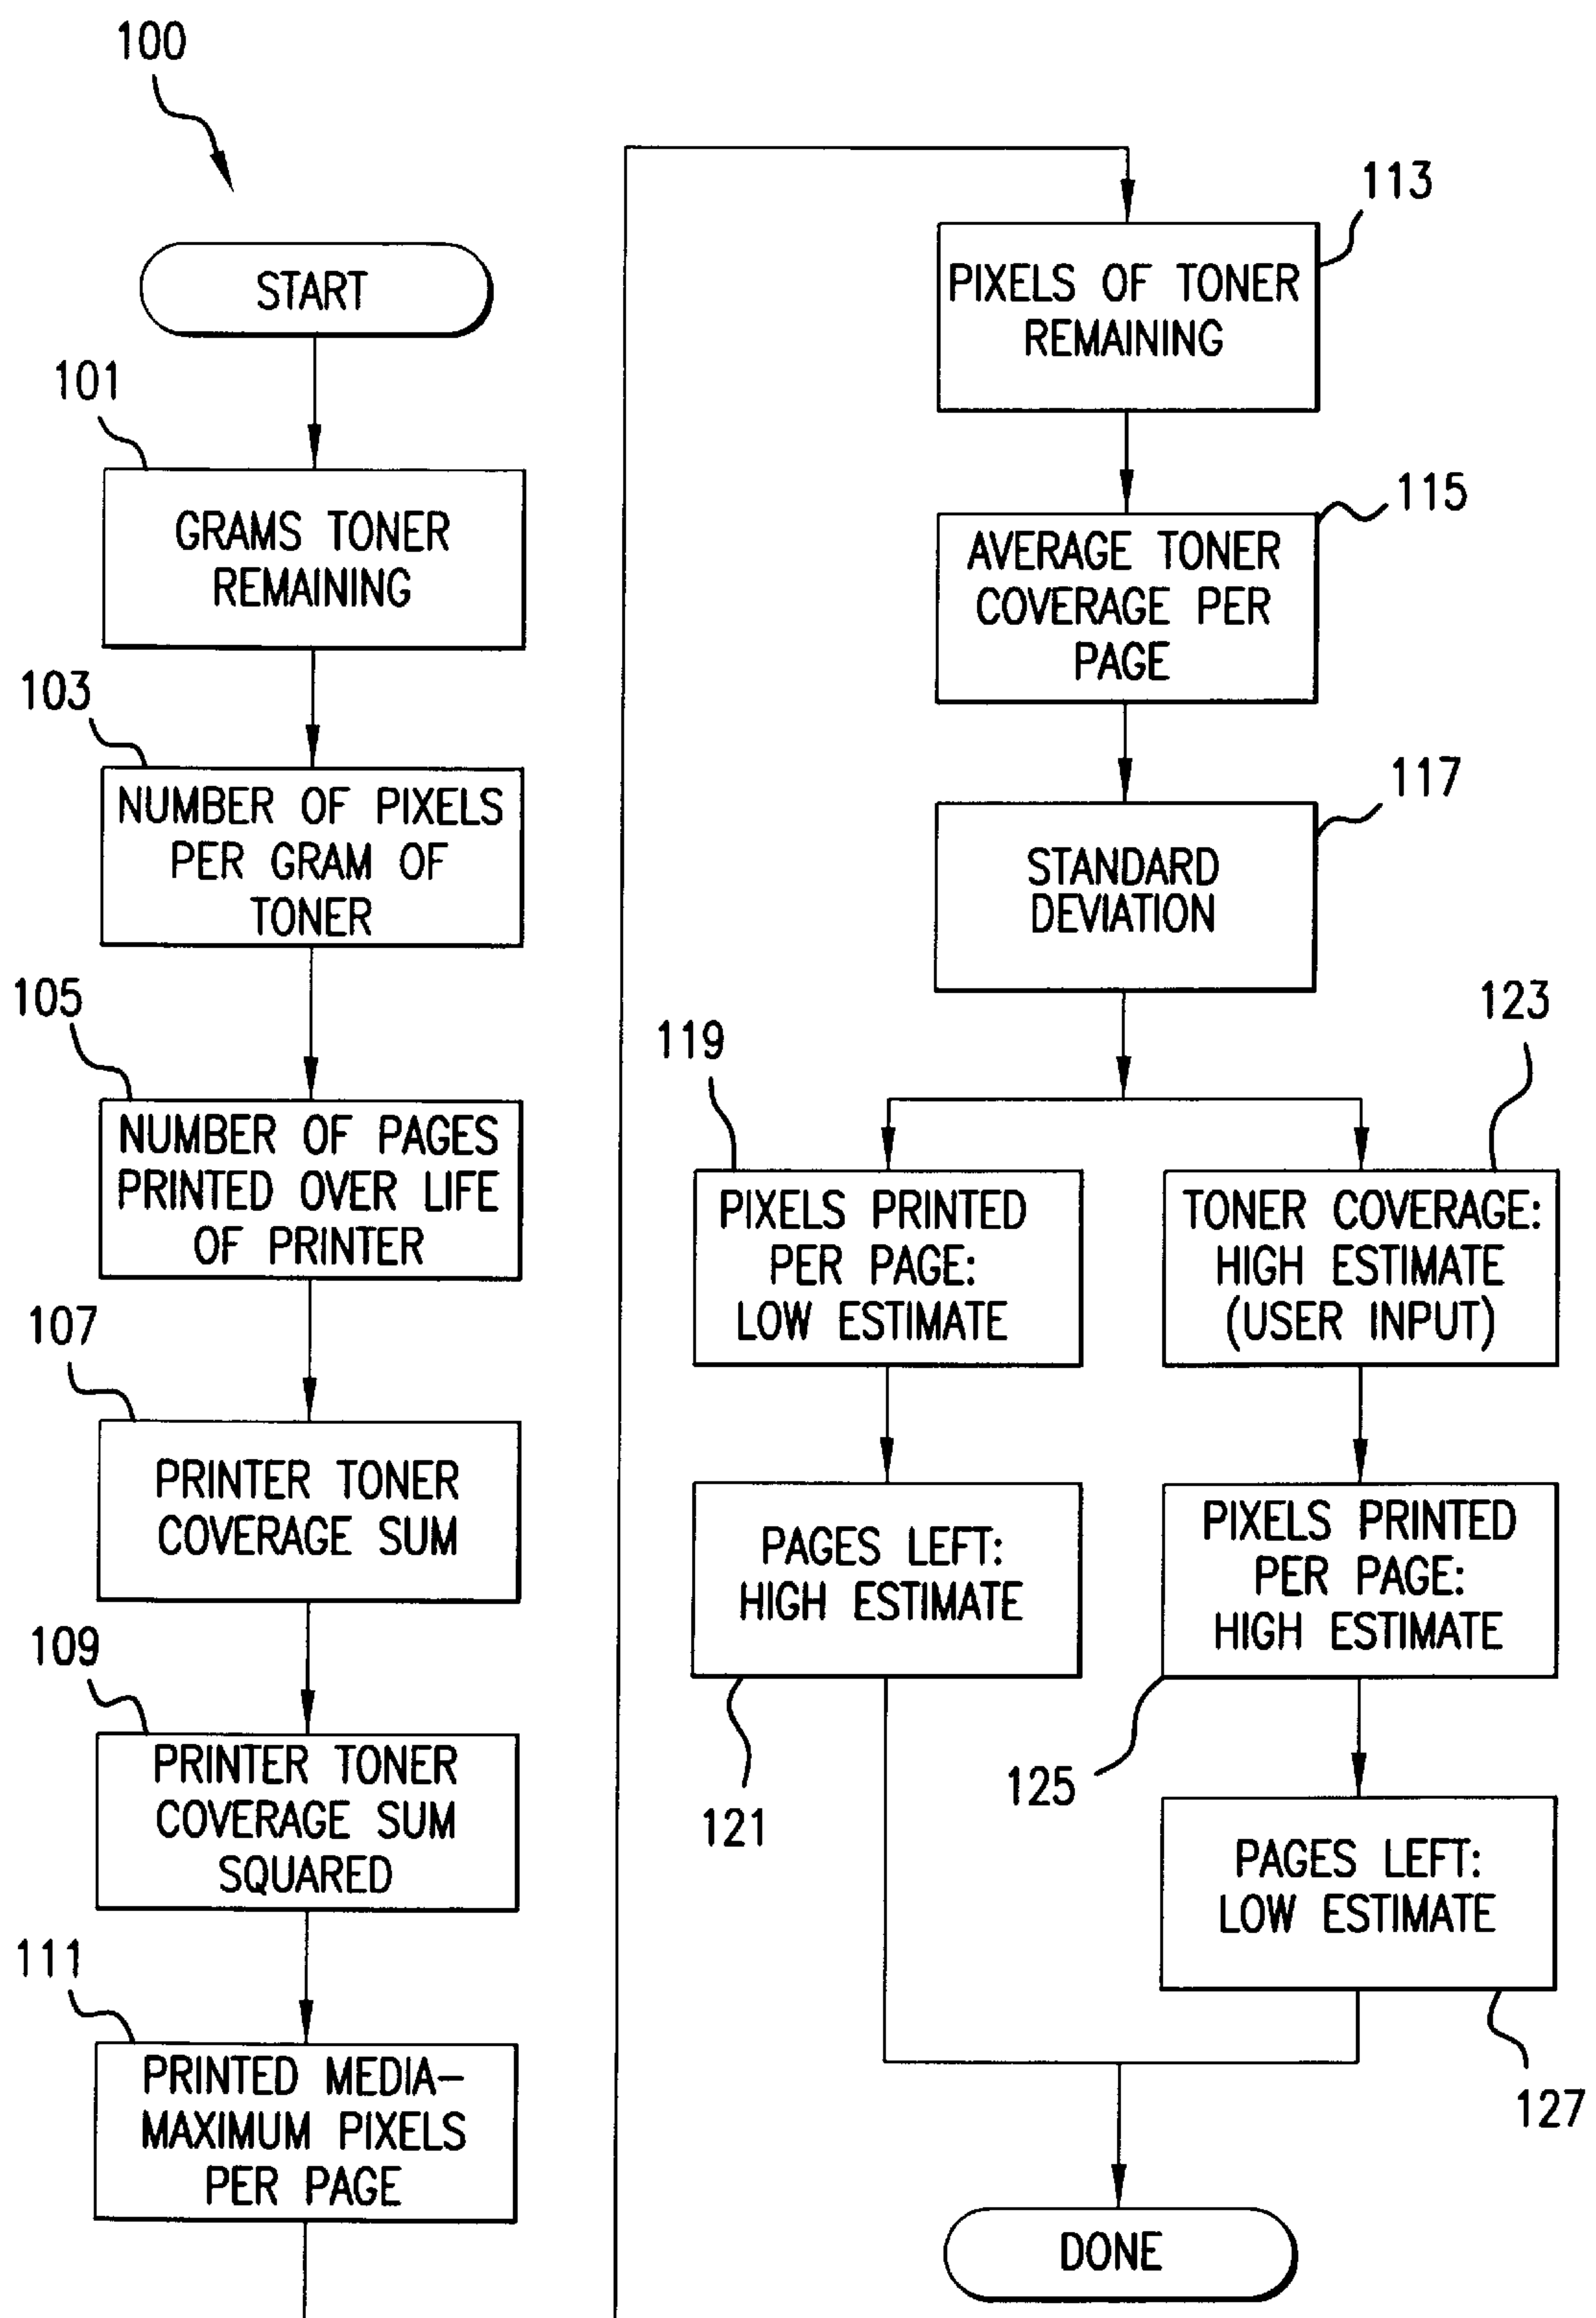 100
START
101
GRAMS TONER
REMAINING
103
NUMBER OF PIXELS
PER GRAM OF
TONER
105
NUMBER OF PAGES
PRINTED OVER LIFE
OF PRINTER
107
PRINTER TONER
COVERAGE SUM
109
PRINTER TONER
COVERAGE SUM
SQUARED
111
PRINTED MEDIA-
MAXIMUM PIXELS
PER PAGE
113
PIXELS OF TONER
REMAINING
115
AVERAGE TONER
COVERAGE PER
PAGE
117
STANDARD
DEVIATION
119
PIXELS PRINTED
PER PAGE:
LOW ESTIMATE
PAGES LEFT:
HIGH ESTIMATE
121
123
TONER COVERAGE:
HIGH ESTIMATE
(USER INPUT)
PIXELS PRINTED
PER PAGE:
HIGH ESTIMATE
125
PAGES LEFT:
LOW ESTIMATE
127
DONE